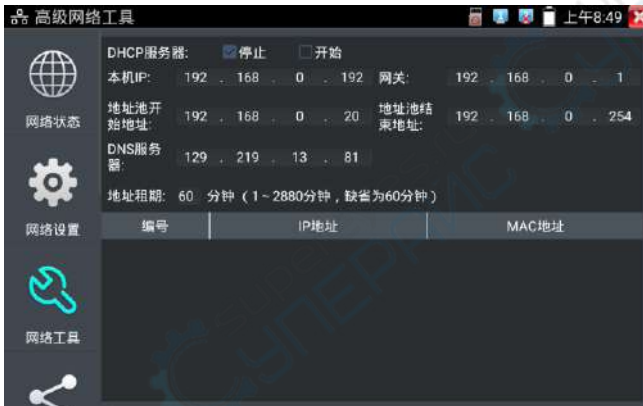 高级网络工具 上午8:49
DHCP服务器: 停止 开始
本机IP: 192 . 168 . 0 . 192 网关: 192 . 168 . 0 . 1
地址池开始地址: 192 . 168 . 0 . 20 地址池结束地址: 192 . 168 . 0 . 254
DNS服务器: 129 . 219 . 13 . 81
地址租期: 60 分钟 (1~2880分钟,缺省为60分钟)
编号 IP地址 MAC地址
网络状态
网络设置
网络工具
СУПЕРАЙС